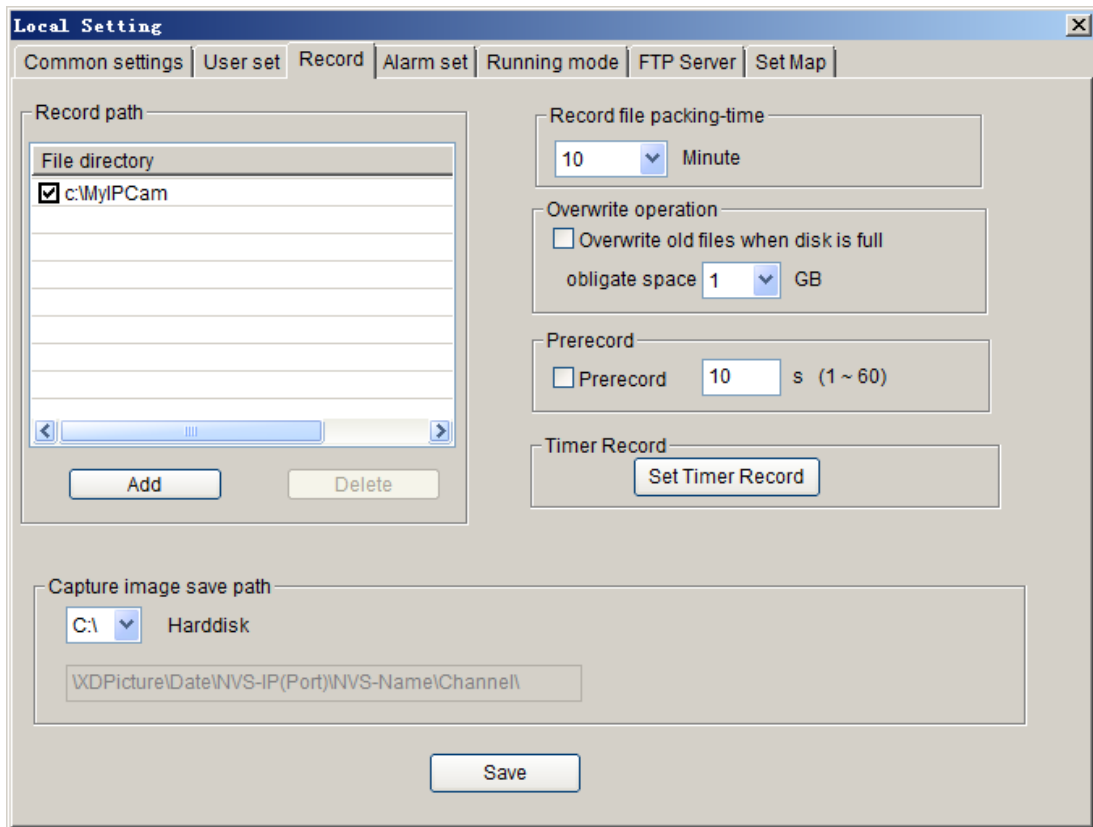 Local Setting
Common settings User set Record Alarm set Running mode FTP Server Set Map
Record path
File directory
c:\MyIPCam
Add Delete
Record file packing-time
10 Minute
Overwrite operation
Overwrite old files when disk is full
obligate space 1 GB
Prerecord
Prerecord 10 s (1 ~ 60)
Timer Record
Set Timer Record
Capture image save path
C:\ Harddisk
\XDPicture\Date\NVS-IP(Port)\NVS-Name\Channel\
Save